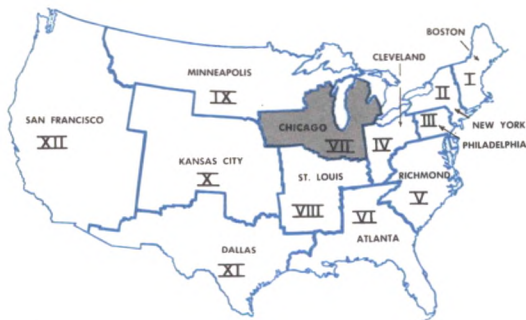 BOSTON
CLEVELAND
I
MINNEAPOLIS
IX
II
SAN FRANCISCO
XII
CHICAGO
VII
IV
III
NEW YORK
PHILADELPHIA
KANSAS CITY
X
ST. LOUIS
VIII
RICHMOND
V
VI
ATLANTA
DALLAS
XI